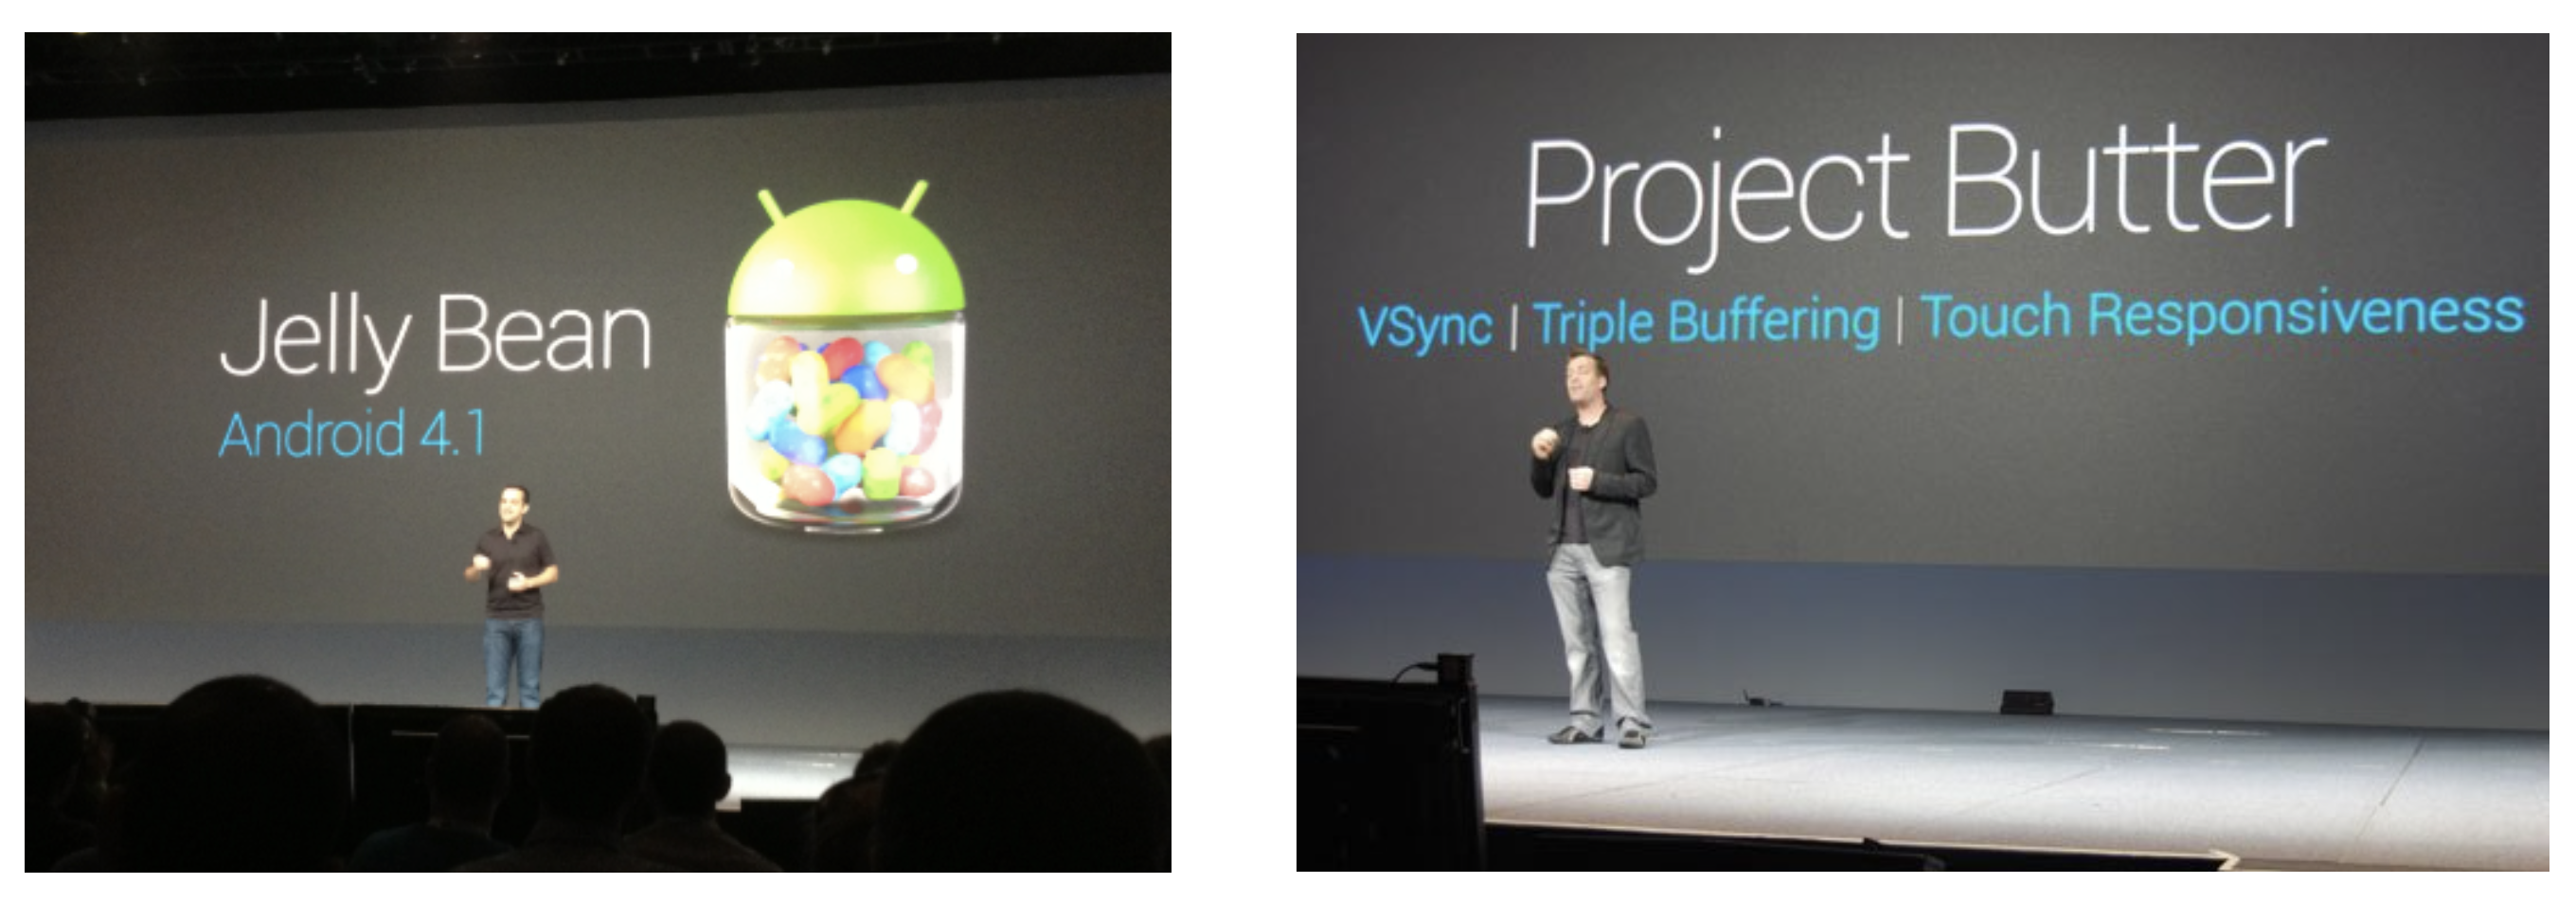 Jelly Bean
Android 4.1
Project Butter
VSync | Triple Buffering | Touch Responsiveness